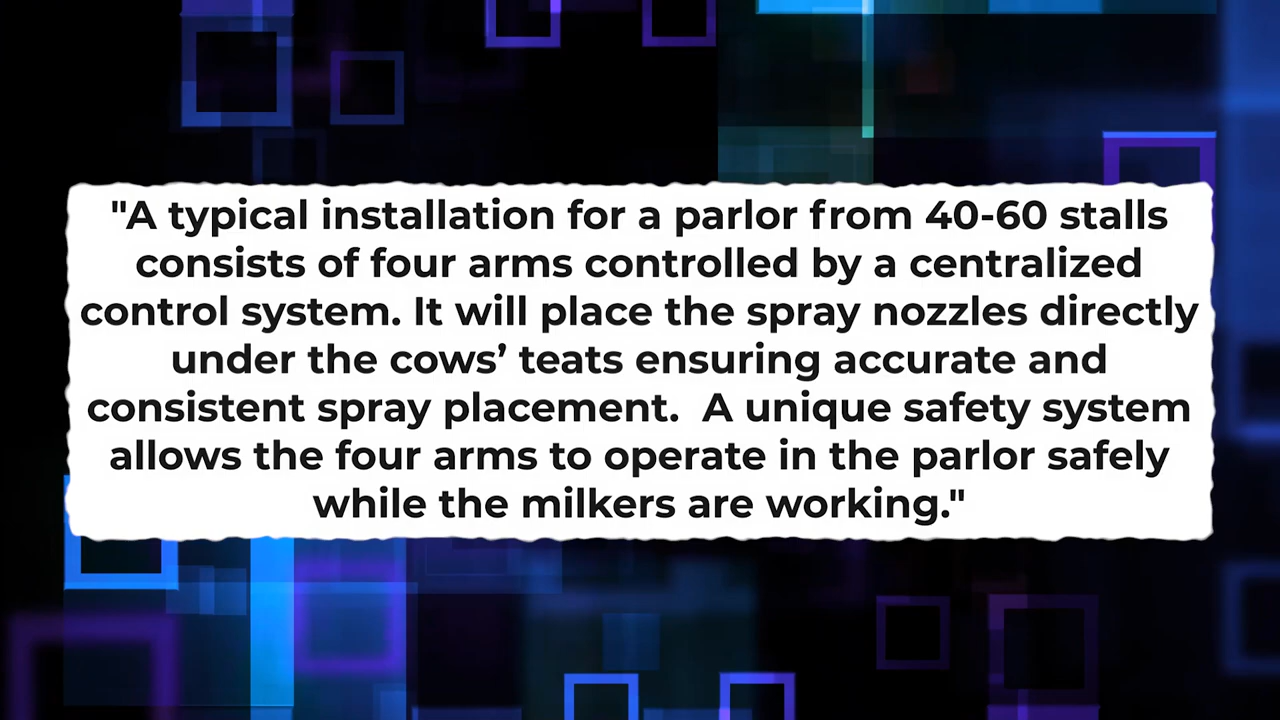 "A typical installation for a parlor from 40-60 stalls
consists of four arms controlled by a centralized
control system. It will place the spray nozzles directly
under the cows’ teats ensuring accurate and
consistent spray placement.  A unique safety system
allows the four arms to operate in the parlor safely
while the milkers are working."